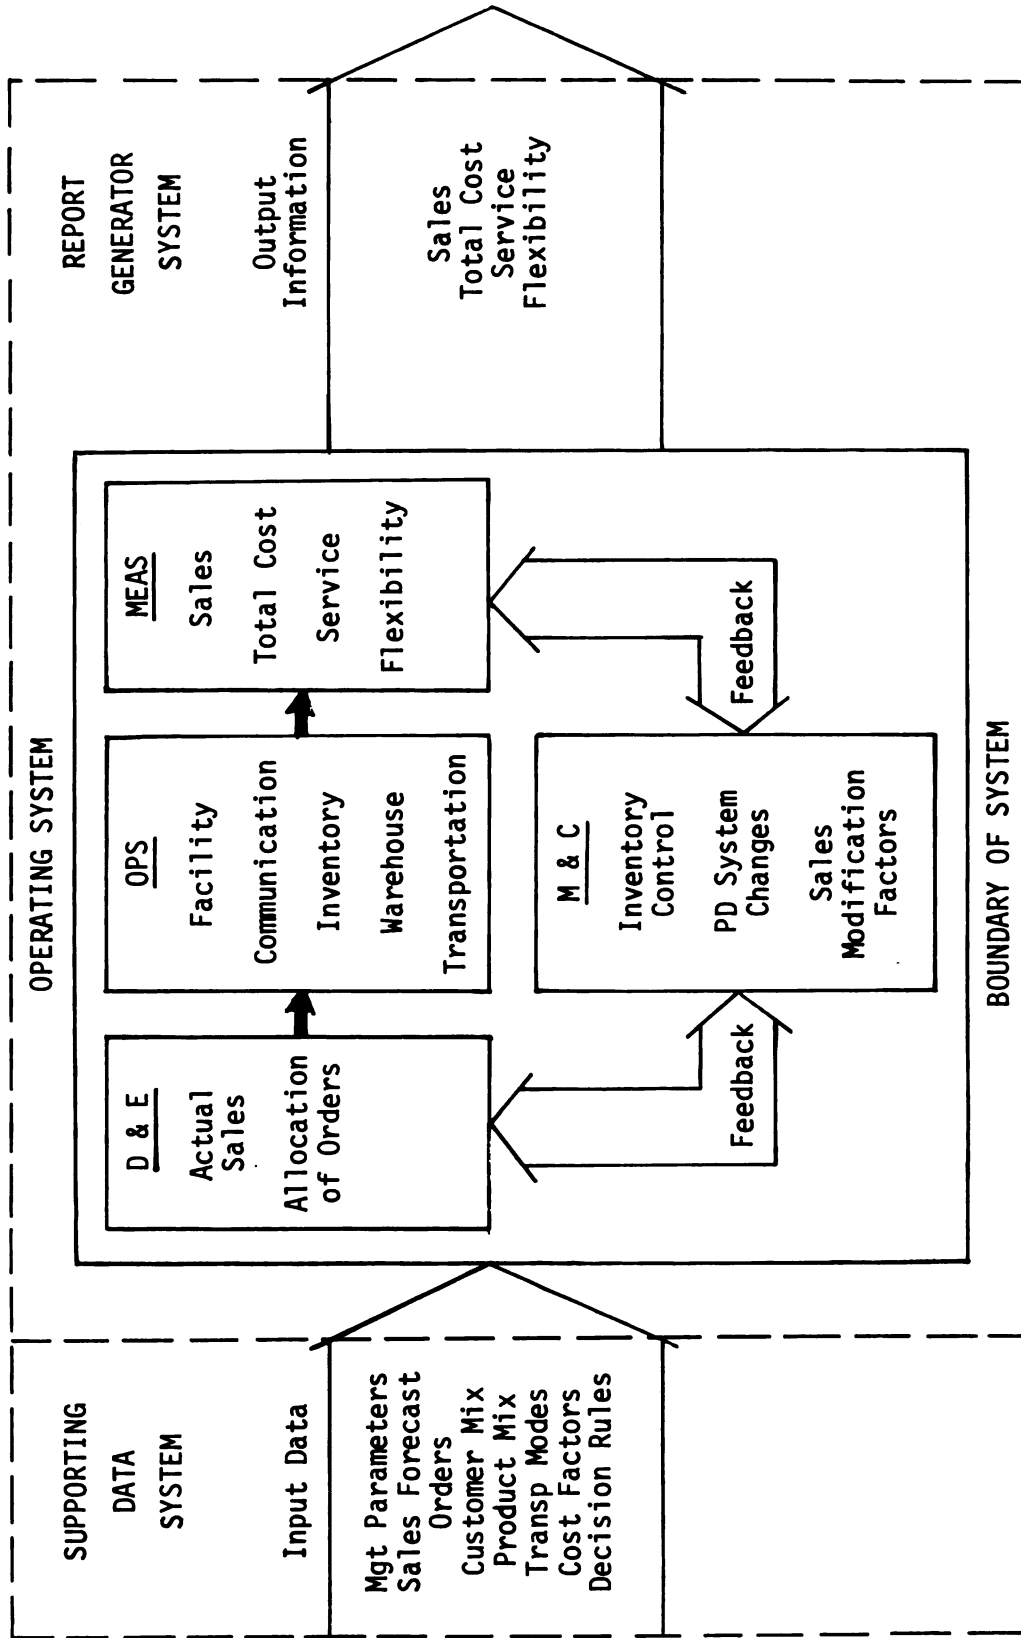 SUPPORTING
DATA
SYSTEM
Input Data
Mgt Parameters
Sales Forecast
Orders
Customer Mix
Product Mix
Transp Modes
Cost Factors
Decision Rules
OPERATING SYSTEM
D & E
Actual
Sales
Allocation
of Orders
OPS
Facility
Communication
Inventory
Warehouse
Transportation
MEAS
Sales
Total Cost
Service
Flexibility
Feedback
M & C
Inventory
Control
PD System
Changes
Sales
Modification
Factors
Feedback
BOUNDARY OF SYSTEM
REPORT
GENERATOR
SYSTEM
Output
Information
Sales
Total Cost
Service
Flexibility